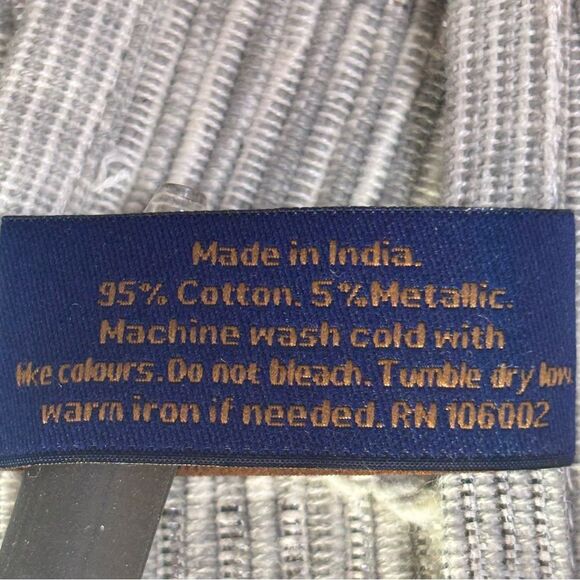 Made in India.
95% Cotton. 5%Metallic.
Machine wash cold with
like colours. Do not bleach. Tumble dry low.
warm iron if needed. RN 106002